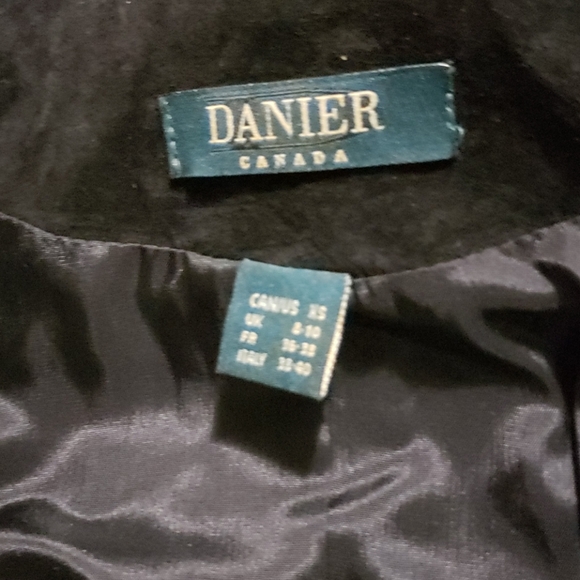 DANIER
CANADA
CAN/US XS
UK 8-10
FR 36-38
ITALY 38-40